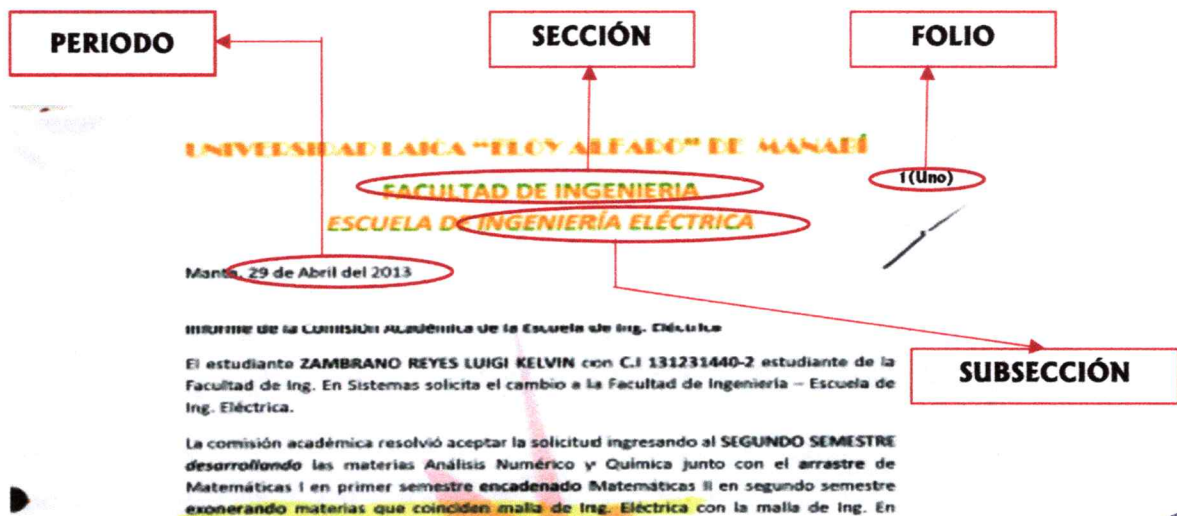 PERIODO
SECCIÓN
FOLIO
UNIVERSIDAD LAICA "ELOY ALFARO" DE MANABÍ
FACULTAD DE INGENIERIA
1(Uno)
ESCUELA DE INGENIERÍA ELÉCTRICA
Manta, 29 de Abril del 2013
Informe de la Comisión Académica de la Escuela de Ing. Eléctrica
El estudiante ZAMBRANO REYES LUIGI KELVIN con C.I 131231440-2 estudiante de la
Facultad de Ing. En Sistemas solicita el cambio a la Facultad de Ingeniería – Escuela de
Ing. Eléctrica.
SUBSECCIÓN
La comisión académica resolvió aceptar la solicitud ingresando al SEGUNDO SEMESTRE
desarrollando las materias Análisis Numérico y Química junto con el arrastre de
Matemáticas I en primer semestre encadenado Matemáticas II en segundo semestre
exonerando materias que coinciden malla de Ing. Eléctrica con la malla de Ing. En